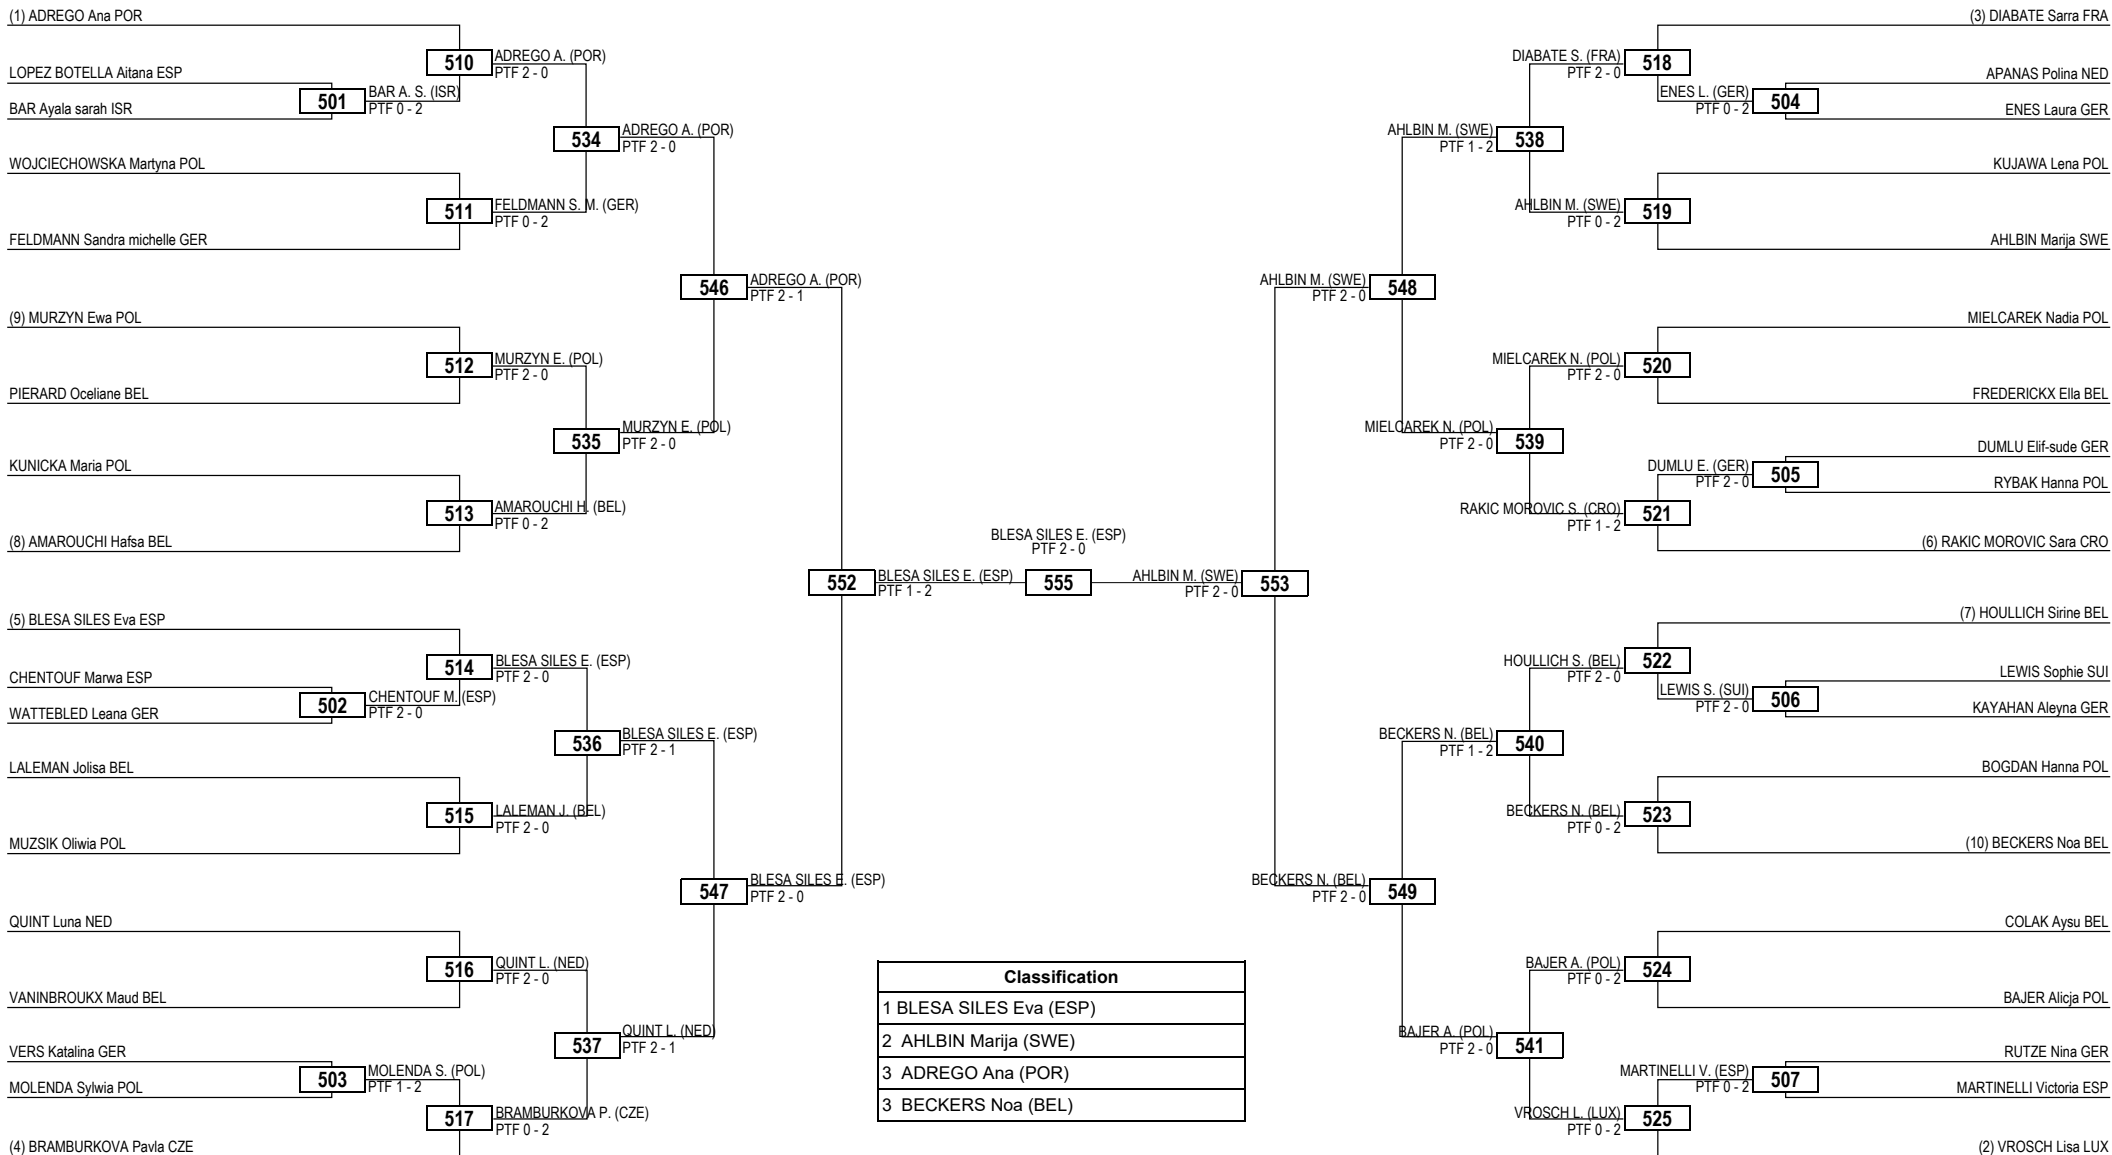 (1) ADREGO Ana POR
LOPEZ BOTELLA Aitana ESP
BAR Ayala sarah ISR
WOJCIECHOWSKA Martyna POL
FELDMANN Sandra michelle GER
(9) MURZYN Ewa POL
PIERARD Oceliane BEL
KUNICKA Maria POL
(8) AMAROUCHI Hafsa BEL
(5) BLESA SILES Eva ESP
CHENTOUF Marwa ESP
WATTEBLED Leana GER
LALEMAN Jolisa BEL
MUZSIK Oliwia POL
QUINT Luna NED
VANINBROUKX Maud BEL
VERS Katalina GER
MOLENDA Sylwia POL
(4) BRAMBURKOVA Pavla CZE
501
BAR A. S. (ISR)
PTF 0 - 2
502
CHENTOUF M. (ESP)
PTF 2 - 0
503
MOLENDA S. (POL)
PTF 1 - 2
510
ADREGO A. (POR)
PTF 2 - 0
511
FELDMANN S. M. (GER)
PTF 0 - 2
512
MURZYN E. (POL)
PTF 2 - 0
513
AMAROUCHI H. (BEL)
PTF 0 - 2
514
BLESA SILES E. (ESP)
PTF 2 - 0
515
LALEMAN J. (BEL)
PTF 2 - 0
516
QUINT L. (NED)
PTF 2 - 0
517
BRAMBURKOVA P. (CZE)
PTF 0 - 2
534
ADREGO A. (POR)
PTF 2 - 0
535
MURZYN E. (POL)
PTF 2 - 0
536
BLESA SILES E. (ESP)
PTF 2 - 1
537
QUINT L. (NED)
PTF 2 - 1
546
ADREGO A. (POR)
PTF 2 - 1
547
BLESA SILES E. (ESP)
PTF 2 - 0
552
BLESA SILES E. (ESP)
PTF 1 - 2
BLESA SILES E. (ESP)
PTF 2 - 0
555
AHLBIN M. (SWE)
PTF 2 - 0
553
AHLBIN M. (SWE)
PTF 2 - 0
548
BECKERS N. (BEL)
PTF 2 - 0
549
AHLBIN M. (SWE)
PTF 1 - 2
538
MIELCAREK N. (POL)
PTF 2 - 0
539
BECKERS N. (BEL)
PTF 1 - 2
540
BAJER A. (POL)
PTF 2 - 0
541
DIABATE S. (FRA)
PTF 2 - 0
518
AHLBIN M. (SWE)
PTF 0 - 2
519
MIELCAREK N. (POL)
PTF 2 - 0
520
RAKIC MOROVIC S. (CRO)
PTF 1 - 2
521
HOULLICH S. (BEL)
PTF 2 - 0
522
BECKERS N. (BEL)
PTF 0 - 2
523
BAJER A. (POL)
PTF 0 - 2
524
VROSCH L. (LUX)
PTF 0 - 2
525
ENES L. (GER)
PTF 0 - 2
504
DUMLU E. (GER)
PTF 2 - 0
505
LEWIS S. (SUI)
PTF 2 - 0
506
MARTINELLI V. (ESP)
PTF 0 - 2
507
(3) DIABATE Sarra FRA
APANAS Polina NED
ENES Laura GER
KUJAWA Lena POL
AHLBIN Marija SWE
MIELCAREK Nadia POL
FREDERICKX Ella BEL
DUMLU Elif-sude GER
RYBAK Hanna POL
(6) RAKIC MOROVIC Sara CRO
(7) HOULLICH Sirine BEL
LEWIS Sophie SUI
KAYAHAN Aleyna GER
BOGDAN Hanna POL
(10) BECKERS Noa BEL
COLAK Aysu BEL
BAJER Alicja POL
RUTZE Nina GER
MARTINELLI Victoria ESP
(2) VROSCH Lisa LUX
Classification
1 BLESA SILES Eva (ESP)
2 AHLBIN Marija (SWE)
3 ADREGO Ana (POR)
3 BECKERS Noa (BEL)